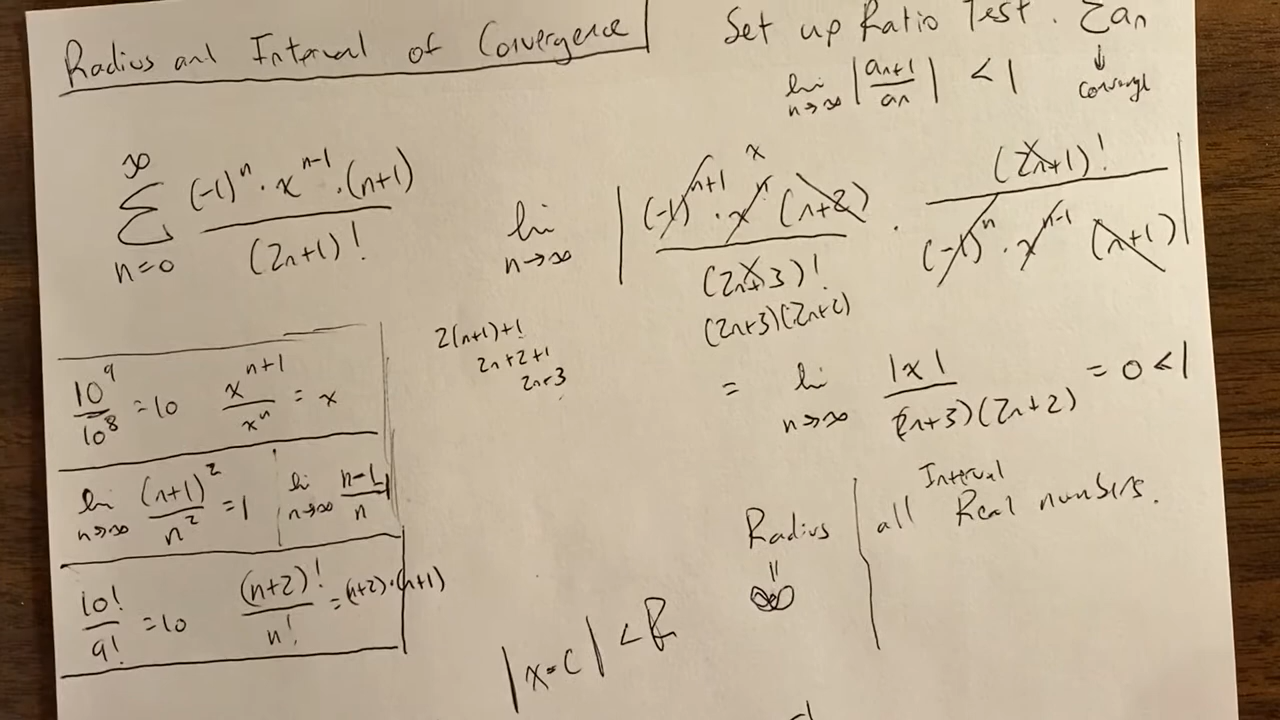 Radius and Interval of Convergence
Set up Ratio Test. Σan
lim n→∞ |an+1/an| < 1
converge
∞ Σ n=0 (-1)^n · x^(n-1) · (n+1) / (2n+1)!
lim n→∞ | (-1)^(n+1) · x^n (n+2) / (2n+3)! · (2n+1)! / (-1)^n · x^(n-1) (n+1) |
x
(2n+3)(2n+2)
2(n+1)+1
2n+2+1
2n+3
= lim n→∞ |x| / (2n+3)(2n+2) = 0 < 1
10^9/10^8 = 10 x^(n+1)/x^n = x
lim n→∞ (n+1)^2/n^2 = 1 lim n→∞ n-1/n
10!/9! = 10 (n+2)!/n! = (n+2)·(n+1)
Interval
Radius all Real numbers.
=
∞
|x-c| < R